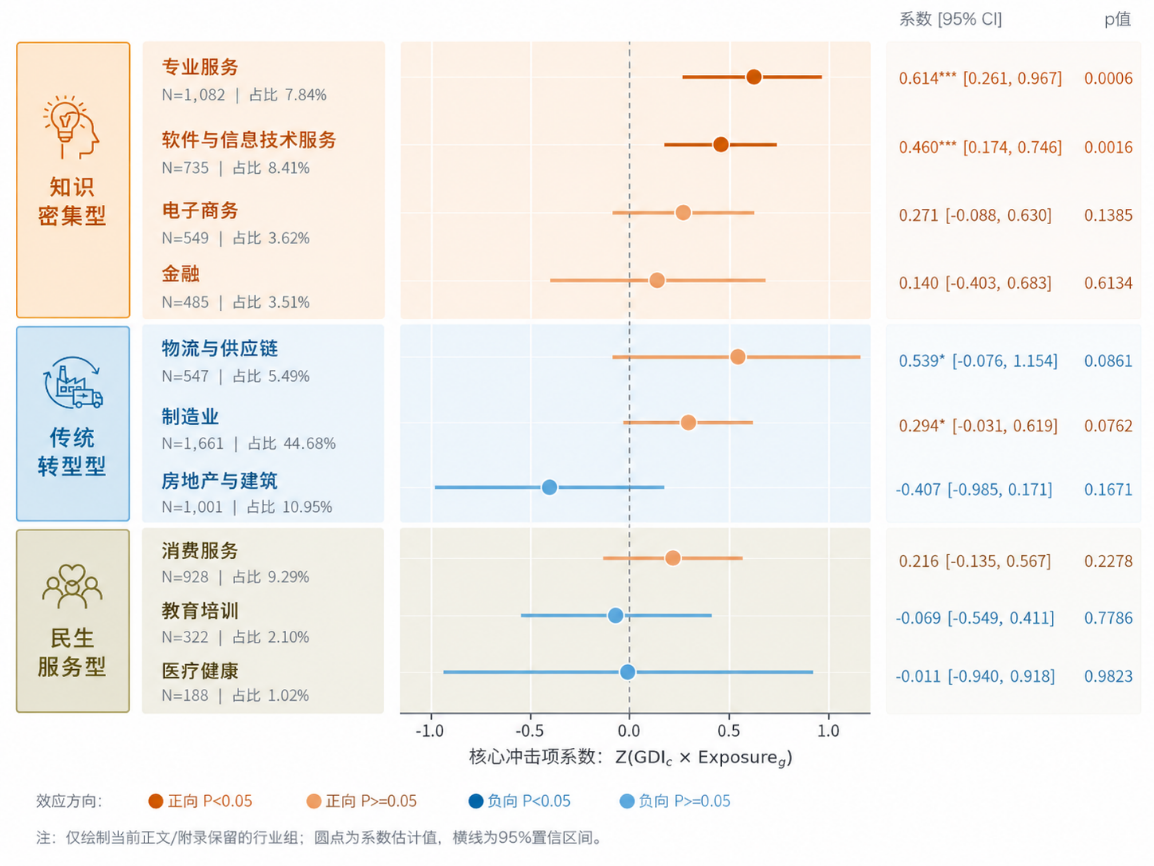 系数 [95% CI] p值
知识
密集型
专业服务
N=1,082 | 占比 7.84%
0.614*** [0.261, 0.967] 0.0006
软件与信息技术服务
N=735 | 占比 8.41%
0.460*** [0.174, 0.746] 0.0016
电子商务
N=549 | 占比 3.62%
0.271 [-0.088, 0.630] 0.1385
金融
N=485 | 占比 3.51%
0.140 [-0.403, 0.683] 0.6134
传统
转型型
物流与供应链
N=547 | 占比 5.49%
0.539* [-0.076, 1.154] 0.0861
制造业
N=1,661 | 占比 44.68%
0.294* [-0.031, 0.619] 0.0762
房地产与建筑
N=1,001 | 占比 10.95%
-0.407 [-0.985, 0.171] 0.1671
民生
服务型
消费服务
N=928 | 占比 9.29%
0.216 [-0.135, 0.567] 0.2278
教育培训
N=322 | 占比 2.10%
-0.069 [-0.549, 0.411] 0.7786
医疗健康
N=188 | 占比 1.02%
-0.011 [-0.940, 0.918] 0.9823
-1.0 -0.5 0.0 0.5 1.0
核心冲击项系数：Z(GDI_c × Exposure_g)
效应方向： 正向 P<0.05 正向 P>=0.05 负向 P<0.05 负向 P>=0.05
注：仅绘制当前正文/附录保留的行业组；圆点为系数估计值，横线为95%置信区间。